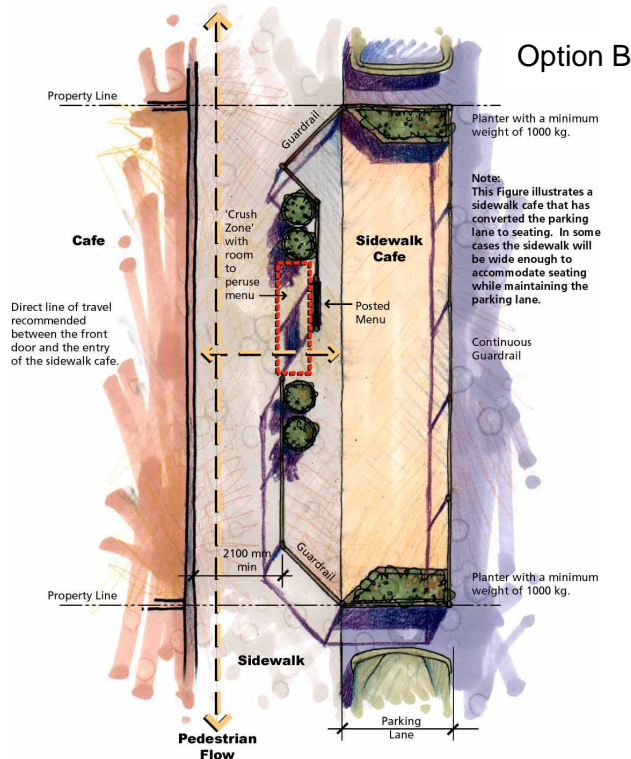 Option B
Property Line
Guardrail
Planter with a minimum
weight of 1000 kg.
Note:
This Figure illustrates a
sidewalk cafe that has
converted the parking
lane to seating. In some
cases the sidewalk will
be wide enough to
accommodate seating
while maintaining the
parking lane.
Cafe
'Crush
Zone'
with
room
to
peruse
menu
Sidewalk
Cafe
Direct line of travel
recommended
between the front
door and the entry
of the sidewalk cafe.
Posted
Menu
Continuous
Guardrail
2100 mm
min
Guardrail
Planter with a minimum
weight of 1000 kg.
Property Line
Sidewalk
Parking
Lane
Pedestrian
Flow